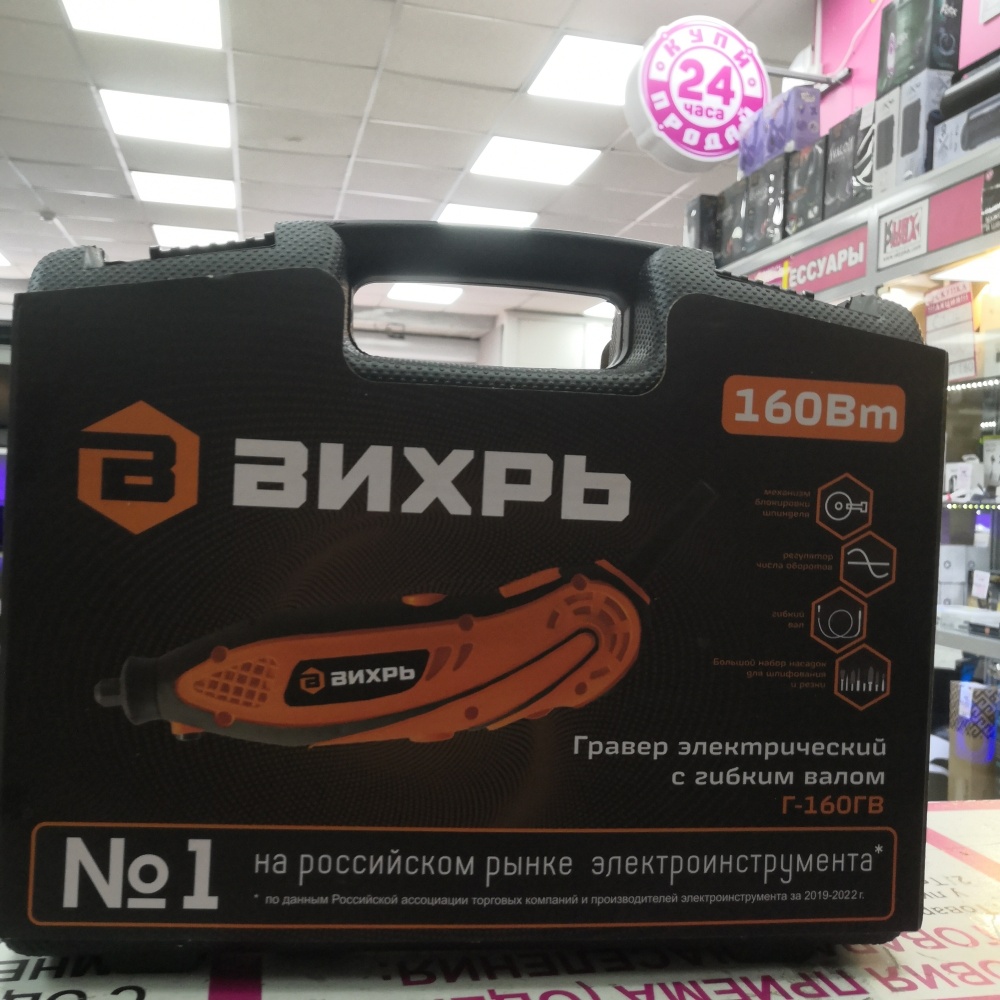 КУПИ
24
часа
ПРОДАЙ
ЕССУАРЫ
ВИХРЬ
160Вт
механизм
блокировки
шпинделя
регулятор
числа оборотов
гибкий
вал
Большой набор насадок
для шлифования
и резки
ВИХРЬ
Гравер электрический
с гибким валом
Г-160ГВ
№1 на российском рынке электроинструмента*
* по данным Российской ассоциации торговых компаний и производителей электроинструмента за 2019-2022 г.